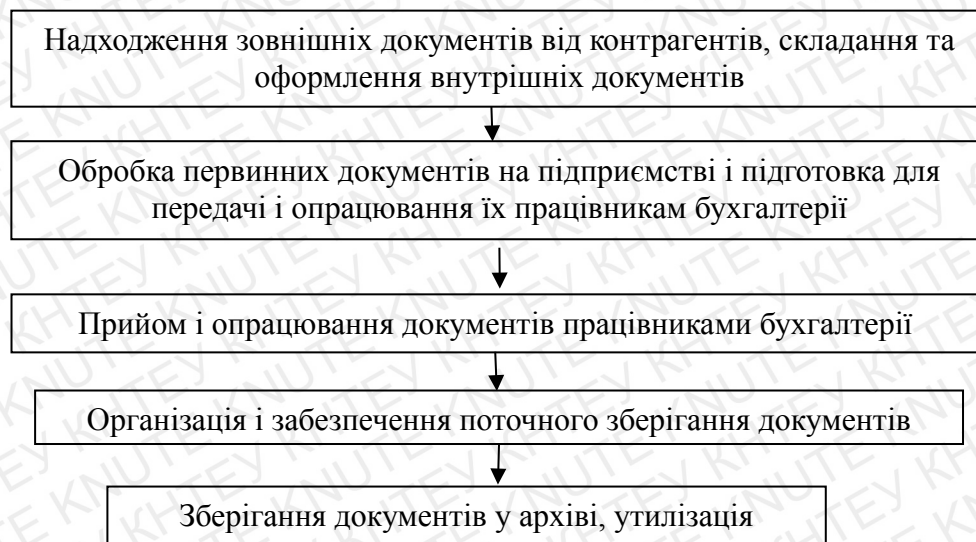 Надходження зовнішніх документів від контрагентів, складання та
оформлення внутрішніх документів
Обробка первинних документів на підприємстві і підготовка для
передачі і опрацювання їх працівникам бухгалтерії
Прийом і опрацювання документів працівниками бухгалтерії
Організація і забезпечення поточного зберігання документів
Зберігання документів у архіві, утилізація